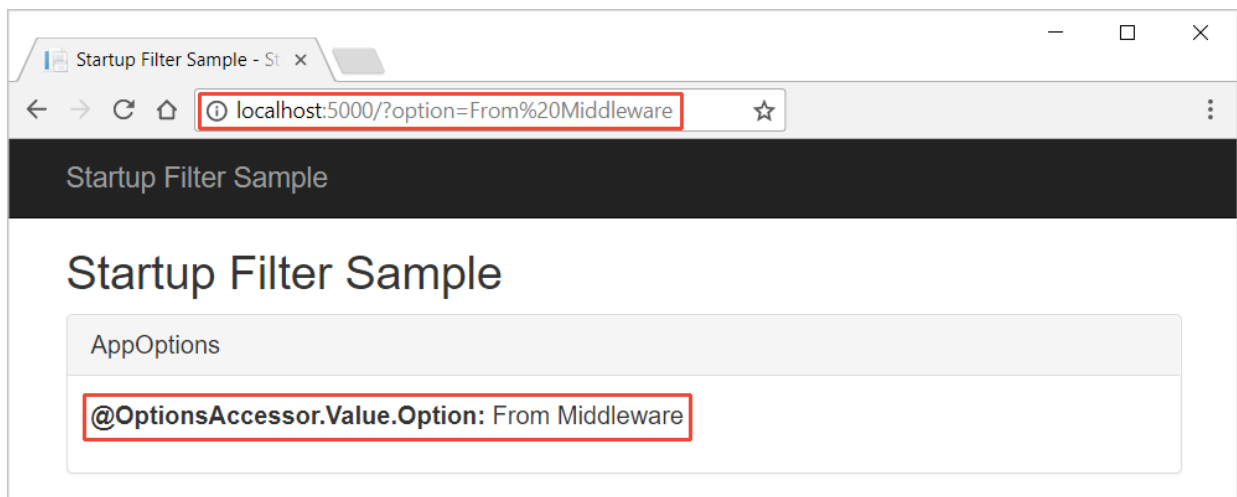 Startup Filter Sample - St
localhost:5000/?option=From%20Middleware
Startup Filter Sample
Startup Filter Sample
AppOptions
@OptionsAccessor.Value.Option: From Middleware